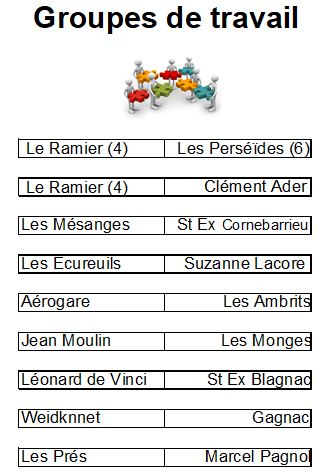 Groupes de travail
Le Ramier (4) Les Perséïdes (6)
Le Ramier (4) Clément Ader
Les Mésanges St Ex Cornebarrieu
Les Ecureuils Suzanne Lacore
Aérogare Les Ambrits
Jean Moulin Les Monges
Léonard de Vinci St Ex Blagnac
Weidknnet Gagnac
Les Prés Marcel Pagnol